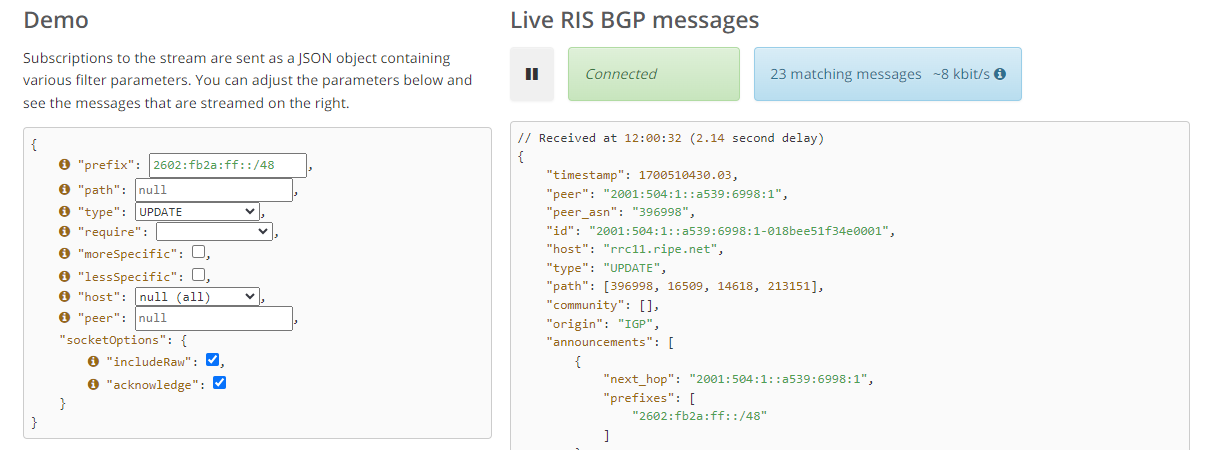 Demo
Subscriptions to the stream are sent as a JSON object containing
various filter parameters. You can adjust the parameters below and
see the messages that are streamed on the right.
{
"prefix": 2602:fb2a:ff::/48,
"path": null,
"type": UPDATE,
"require": ,
"moreSpecific": ,
"lessSpecific": ,
"host": null (all),
"peer": null,
"socketOptions": {
"includeRaw": ,
"acknowledge":
}
}
Live RIS BGP messages
Connected
23 matching messages ~8 kbit/s
// Received at 12:00:32 (2.14 second delay)
{
"timestamp": 1700510430.03,
"peer": "2001:504:1::a539:6998:1",
"peer_asn": "396998",
"id": "2001:504:1::a539:6998:1-018bee51f34e0001",
"host": "rrc11.ripe.net",
"type": "UPDATE",
"path": [396998, 16509, 14618, 213151],
"community": [],
"origin": "IGP",
"announcements": [
{
"next_hop": "2001:504:1::a539:6998:1",
"prefixes": [
"2602:fb2a:ff::/48"
]